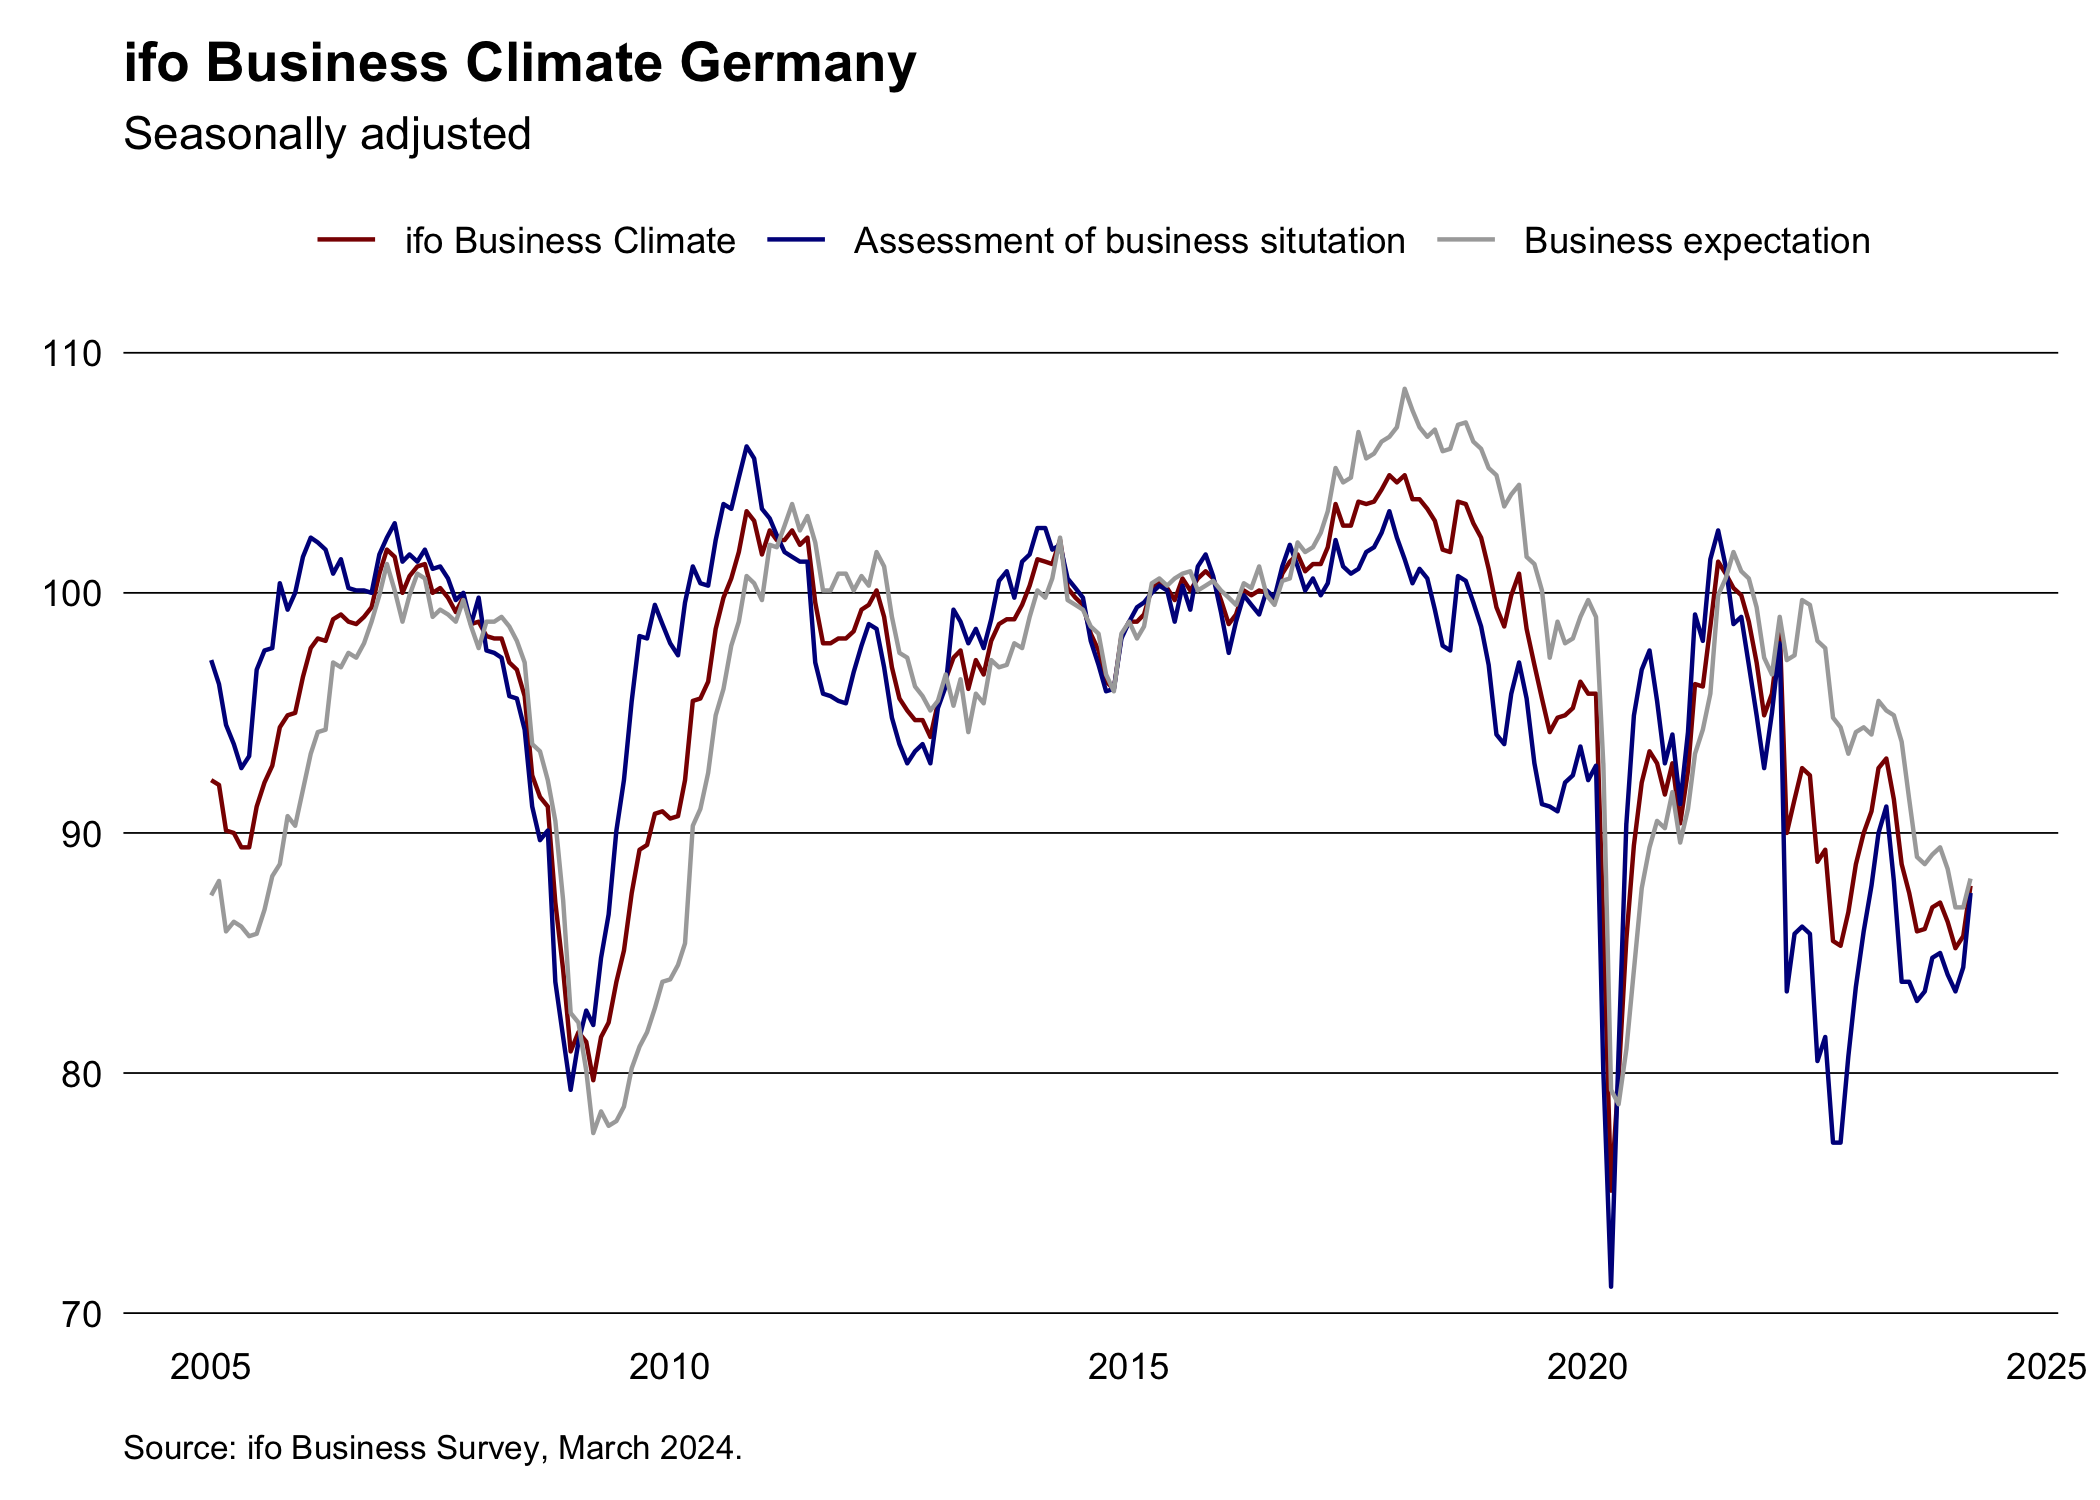 ifo Business Climate Germany
Seasonally adjusted
ifo Business Climate Assessment of business situtation Business expectation
110
100
90
80
70
2005 2010 2015 2020 2025
Source: ifo Business Survey, March 2024.